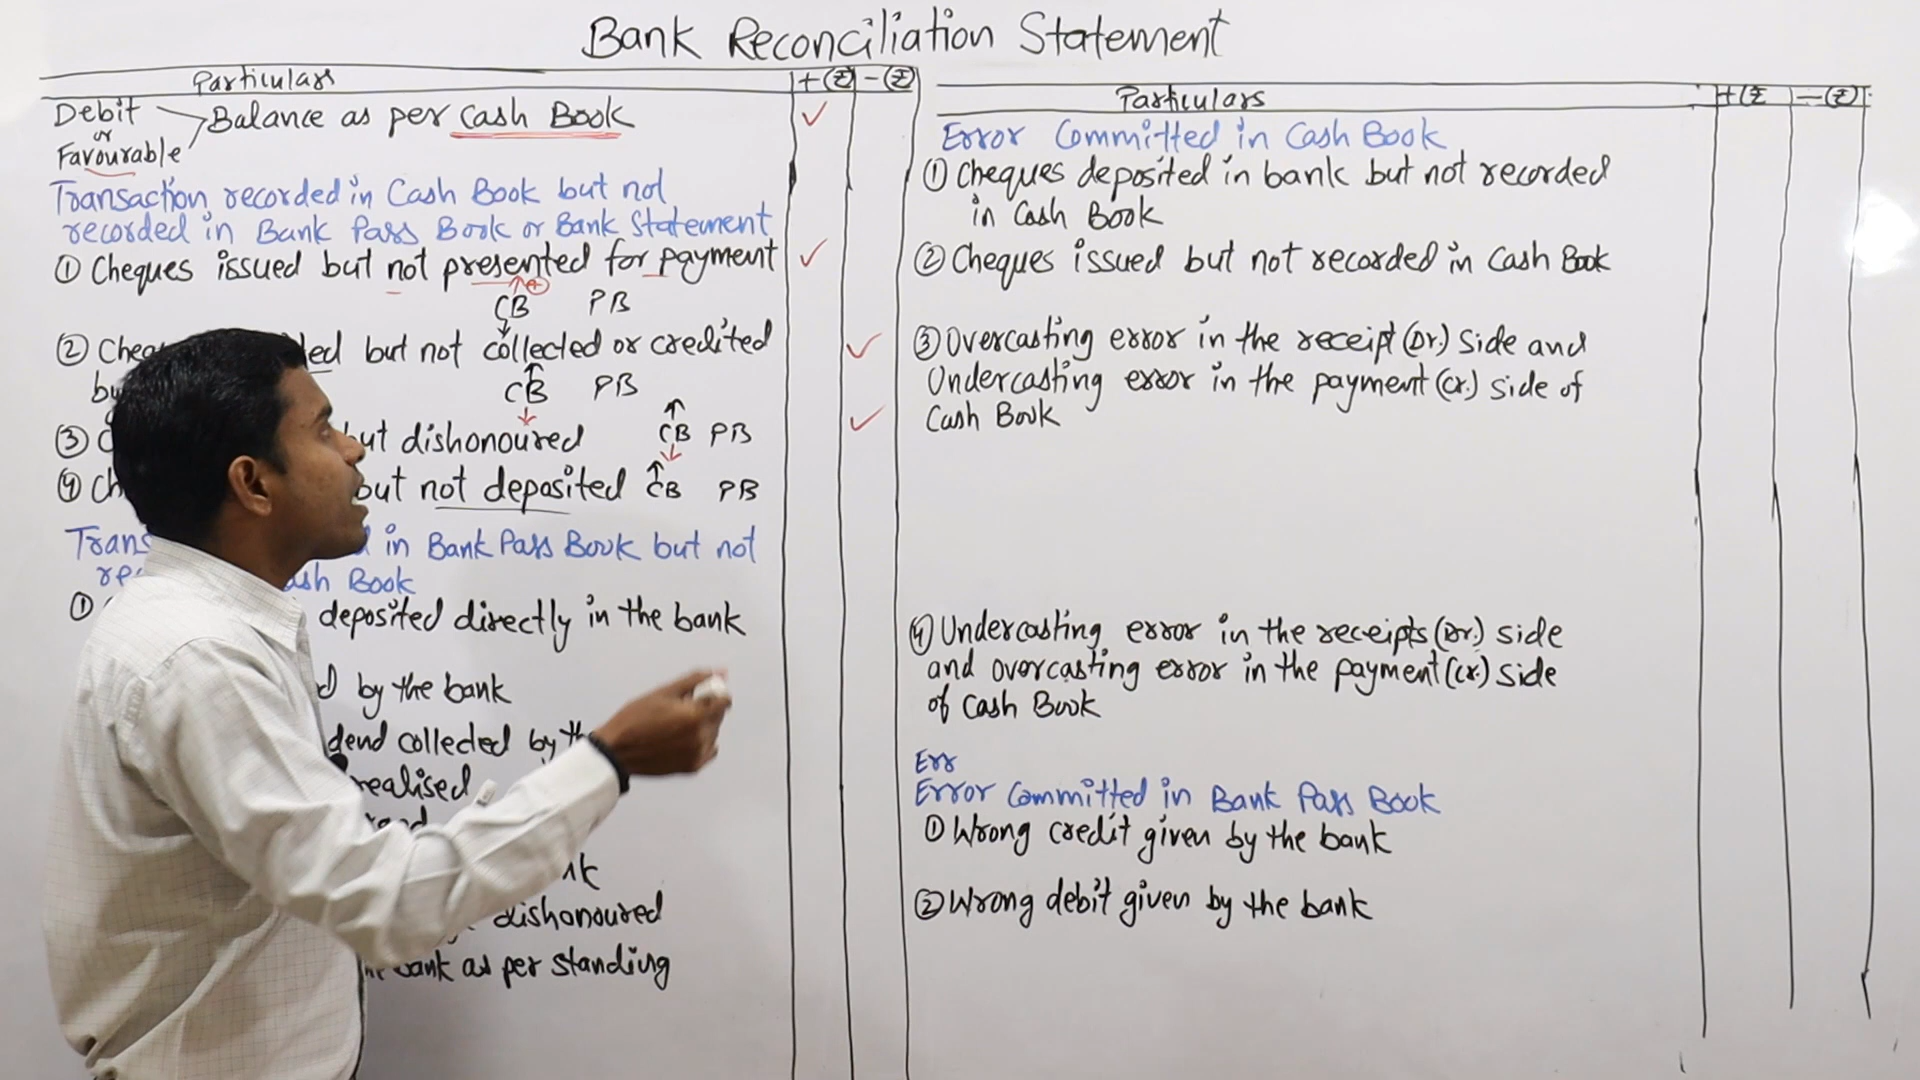 Bank Reconciliation Statement
Particulars +(₹) -(₹)
Debit
or
Favourable
Balance as per Cash Book ✓
Transaction recorded in Cash Book but not
recorded in Bank Pass Book or Bank Statement
① Cheques issued but not presented for payment ✓
CB PB
② ed but not collected or credited ✓
by
CB PB
③ but dishonoured CB PB ✓
④ Ch but not deposited CB PB
Trans in Bank Pass Book but not
Book
① deposited directly in the bank
by the bank
collected by
realised
dishonoured
bank as per standing
Particulars +(₹ -(₹)
Error Committed in Cash Book
① Cheques deposited in bank but not recorded
in Cash Book
② Cheques issued but not recorded in Cash Book
③ Overcasting error in the receipt (Dr.) side and
Undercasting error in the payment (cr.) side of
Cash Book
④ Undercasting error in the receipts (Dr.) side
and overcasting error in the payment (cr.) side
of Cash Book
Err
Error Committed in Bank Pass Book
① Wrong credit given by the bank
② Wrong debit given by the bank